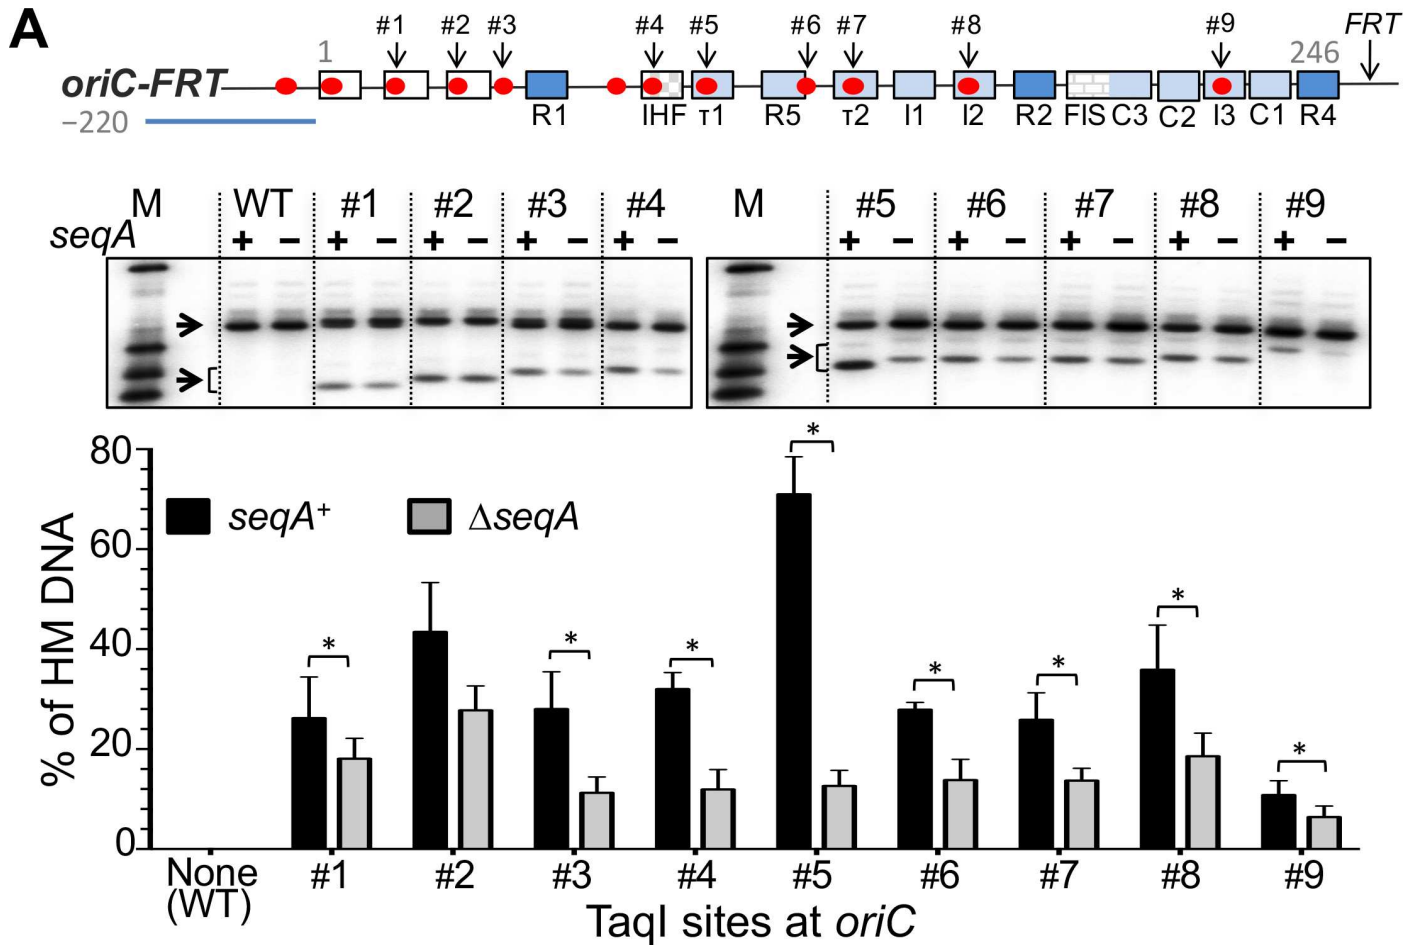 A
#1 #2 #3 #4 #5 #6 #7 #8 #9 FRT
1 246
oriC-FRT
−220
R1 IHF τ1 R5 τ2 I1 I2 R2 FIS C3 C2 I3 C1 R4
M WT #1 #2 #3 #4 M #5 #6 #7 #8 #9
seqA + − + − + − + − + − + − + − + − + − + −
80
60
40
20
0
% of HM DNA
seqA+ ΔseqA
* * * * * * * *
None #1 #2 #3 #4 #5 #6 #7 #8 #9
(WT)
TaqI sites at oriC